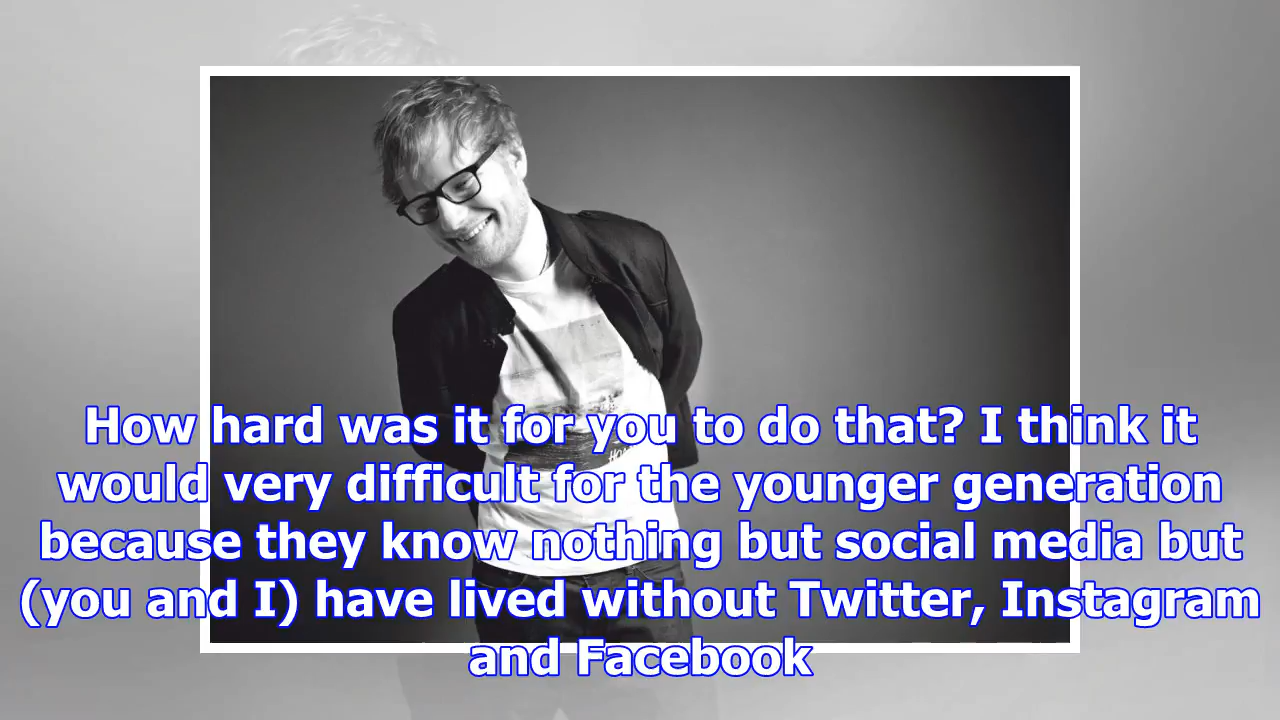 How hard was it for you to do that? I think it
would very difficult for the younger generation
because they know nothing but social media but
(you and I) have lived without Twitter, Instagram
and Facebook